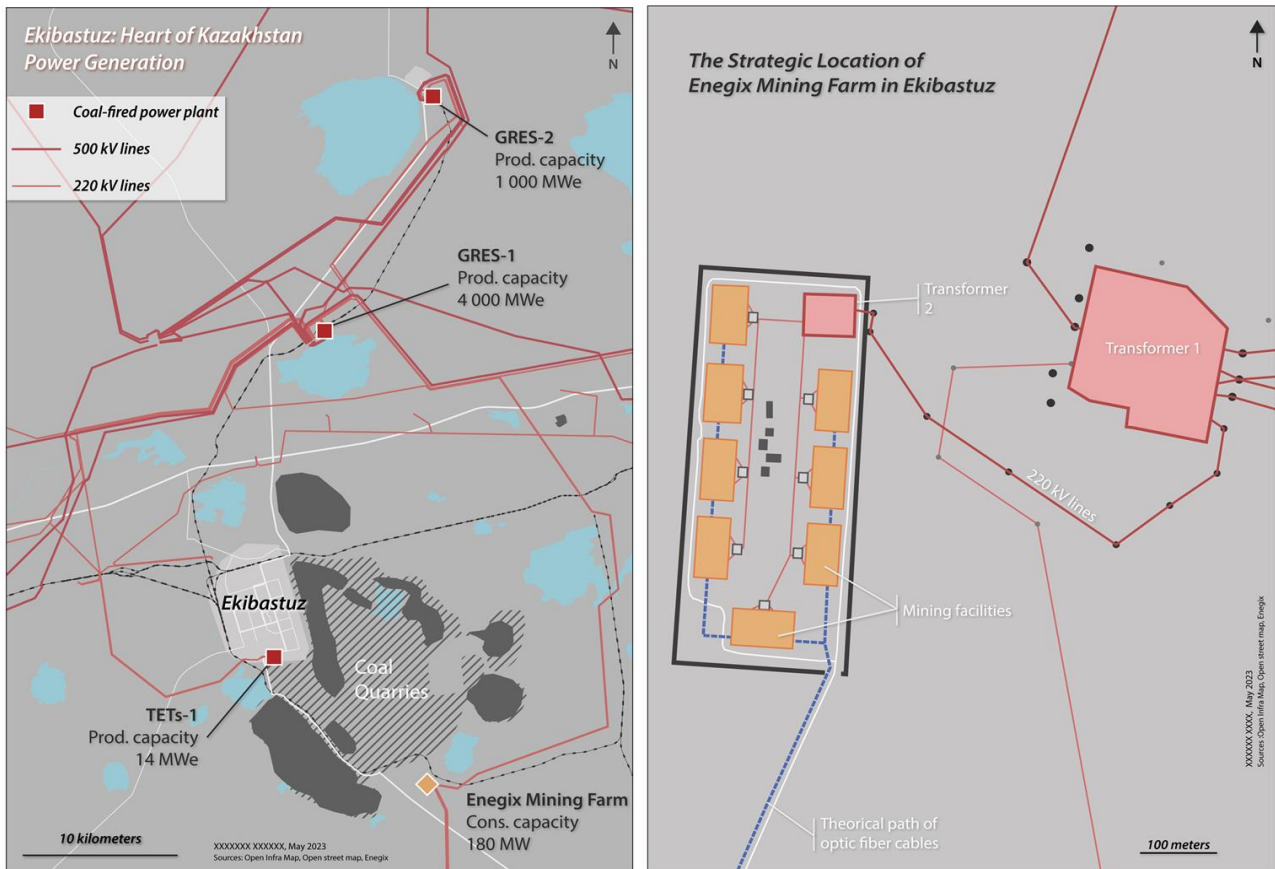 Ekibastuz: Heart of Kazakhstan
Power Generation
N
Coal-fired power plant
500 kV lines
220 kV lines
GRES-2
Prod. capacity
1 000 MWe
GRES-1
Prod. capacity
4 000 MWe
Ekibastuz
Coal
Quarries
TETs-1
Prod. capacity
14 MWe
Enegix Mining Farm
Cons. capacity
180 MW
10 kilometers
XXXXXXX XXXXXX, May 2023
Sources: Open Infra Map, Open street map, Enegix
The Strategic Location of
Enegix Mining Farm in Ekibastuz
N
Transformer
2
Transformer 1
220 kV lines
Mining facilities
Theorical path of
optic fiber cables
100 meters
XXXXXX XXXX, May 2023
Sources :Open Infra Map, Open street map, Enegix